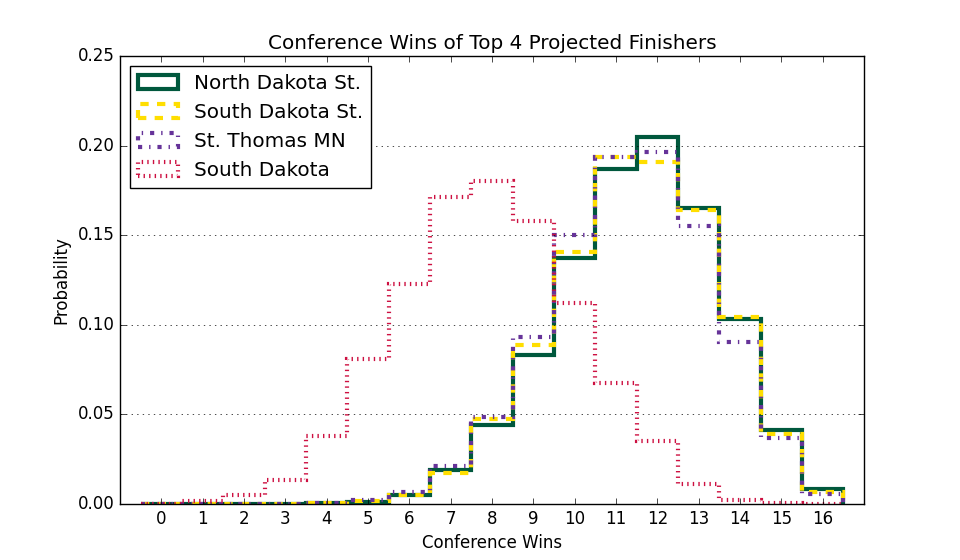 Conference Wins of Top 4 Projected Finishers
North Dakota St.
South Dakota St.
St. Thomas MN
South Dakota
0.25
0.20
0.15
0.10
0.05
0.00
Probability
0 1 2 3 4 5 6 7 8 9 10 11 12 13 14 15 16
Conference Wins